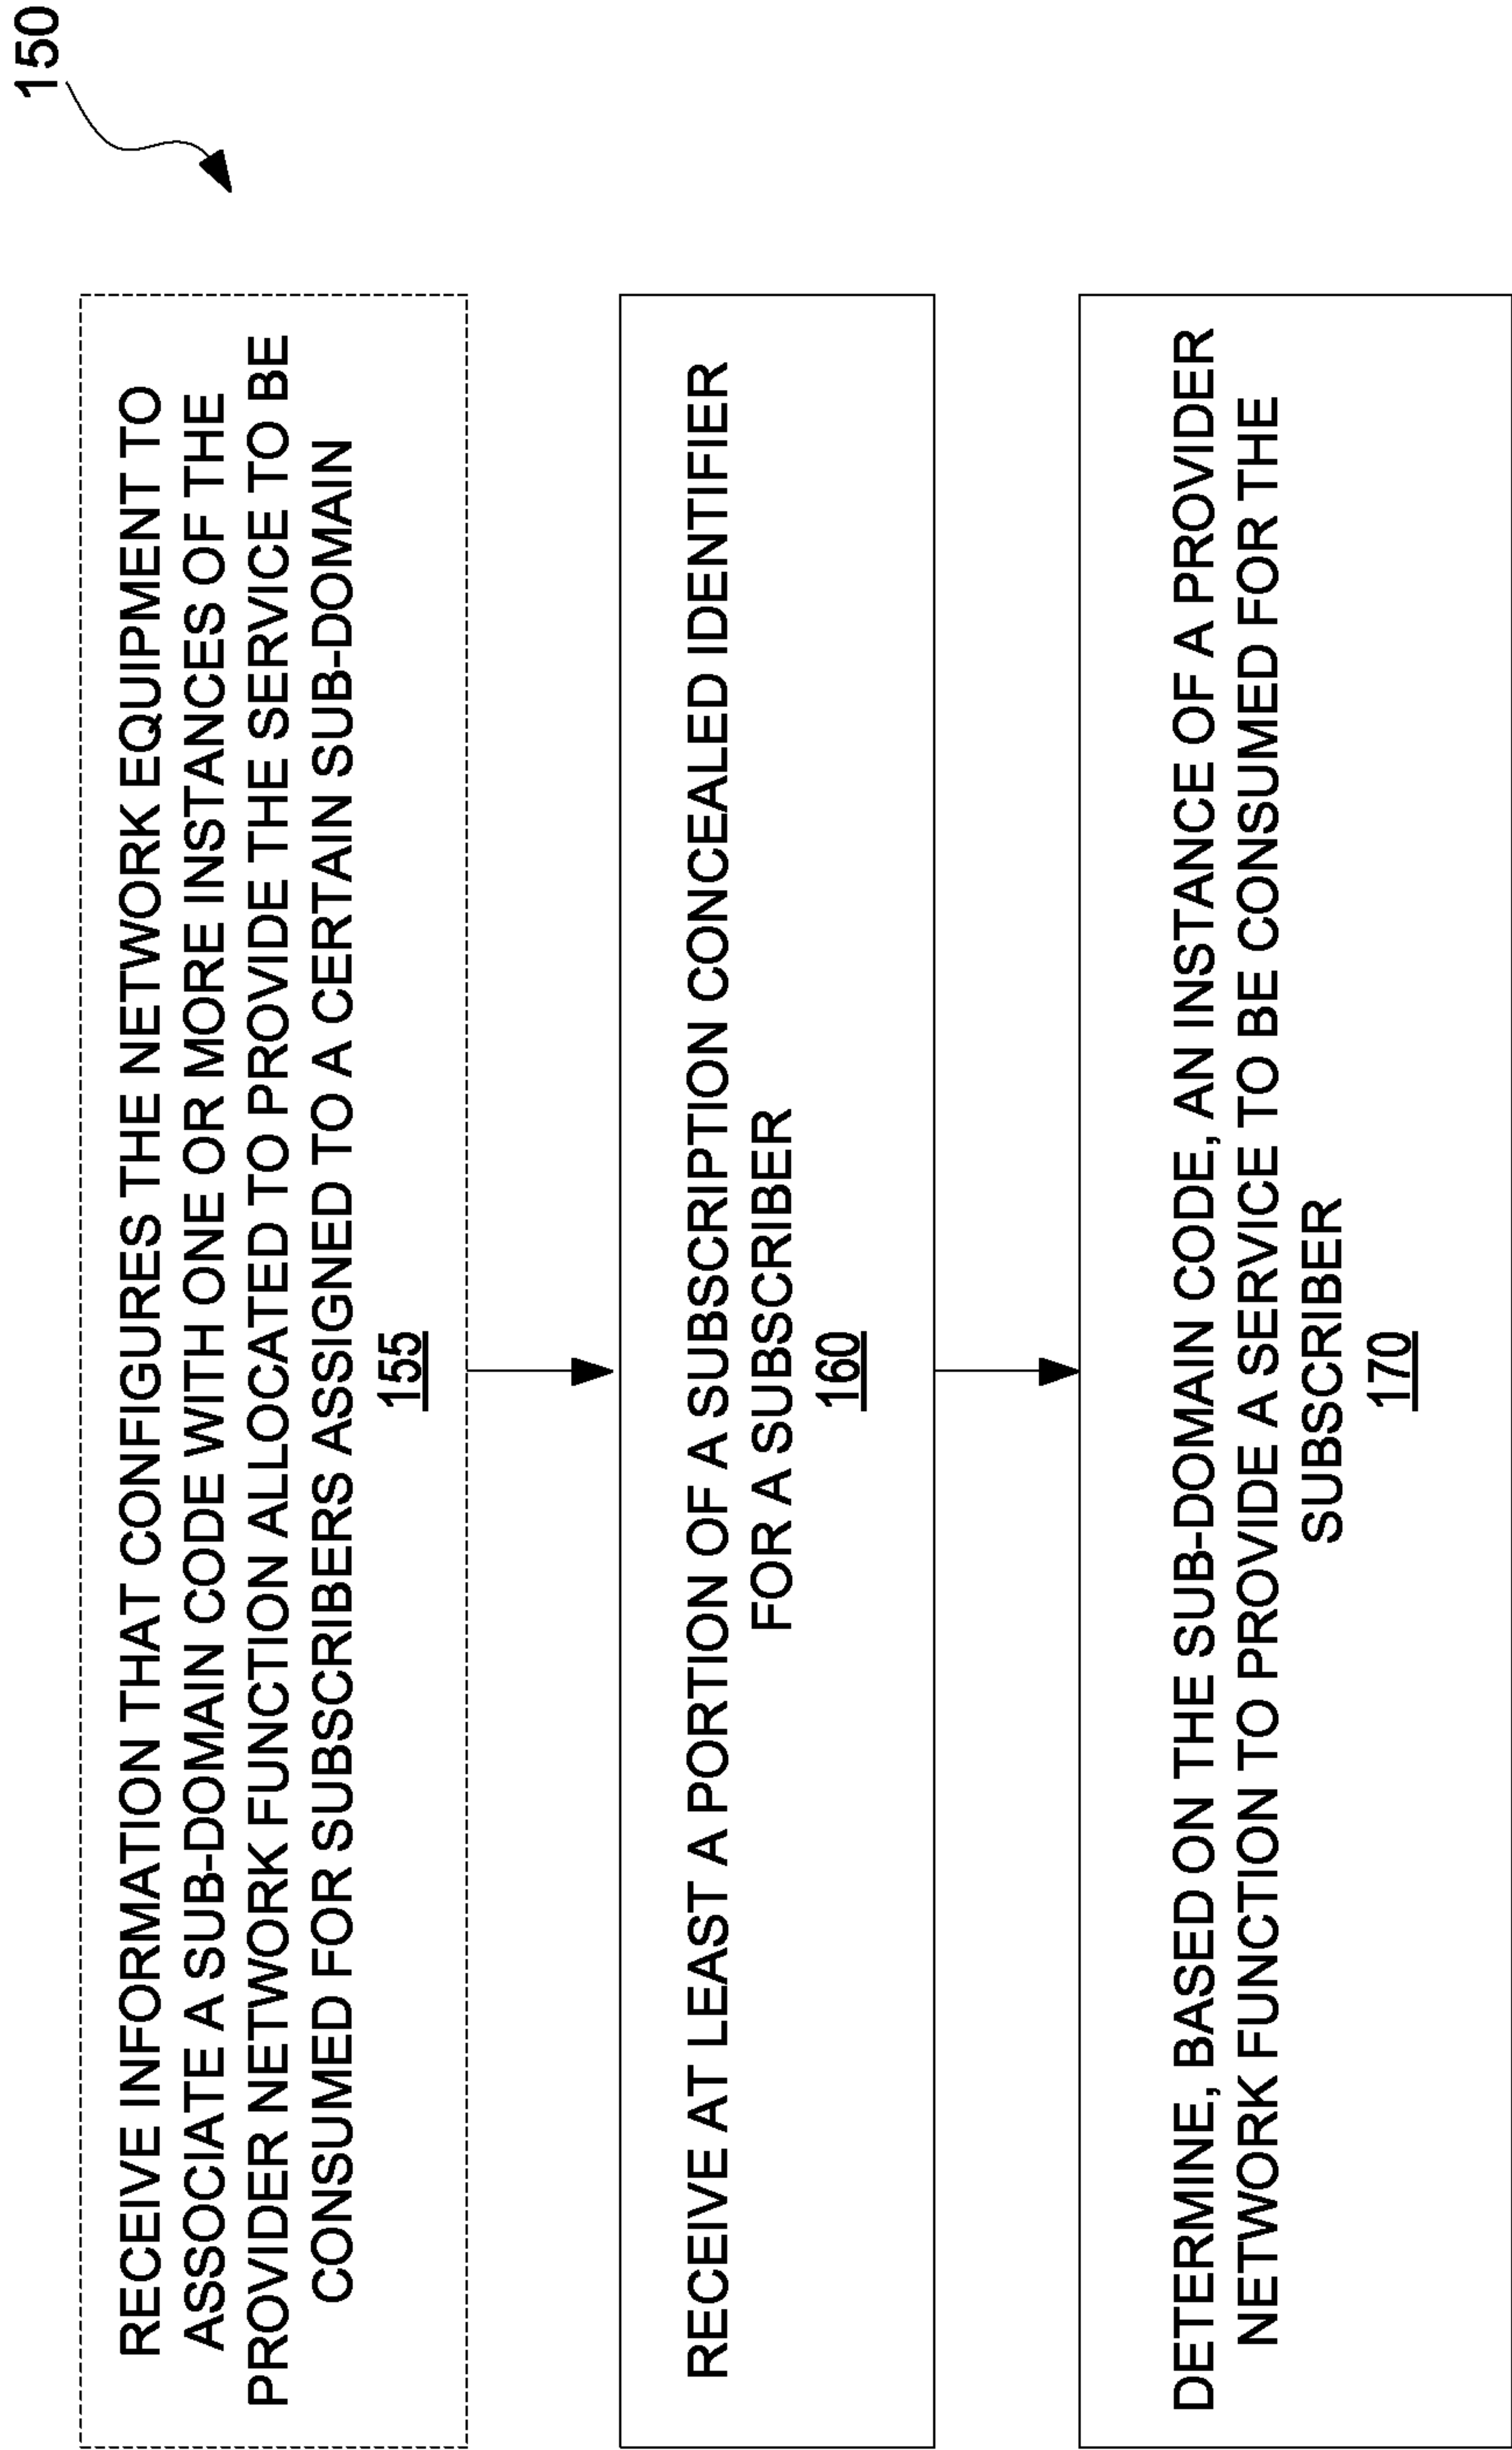 150
RECEIVE INFORMATION THAT CONFIGURES THE NETWORK EQUIPMENT TO
ASSOCIATE A SUB-DOMAIN CODE WITH ONE OR MORE INSTANCES OF THE
PROVIDER NETWORK FUNCTION ALLOCATED TO PROVIDE THE SERVICE TO BE
CONSUMED FOR SUBSCRIBERS ASSIGNED TO A CERTAIN SUB-DOMAIN
155
RECEIVE AT LEAST A PORTION OF A SUBSCRIPTION CONCEALED IDENTIFIER
FOR A SUBSCRIBER
160
DETERMINE, BASED ON THE SUB-DOMAIN CODE, AN INSTANCE OF A PROVIDER
NETWORK FUNCTION TO PROVIDE A SERVICE TO BE CONSUMED FOR THE
SUBSCRIBER
170